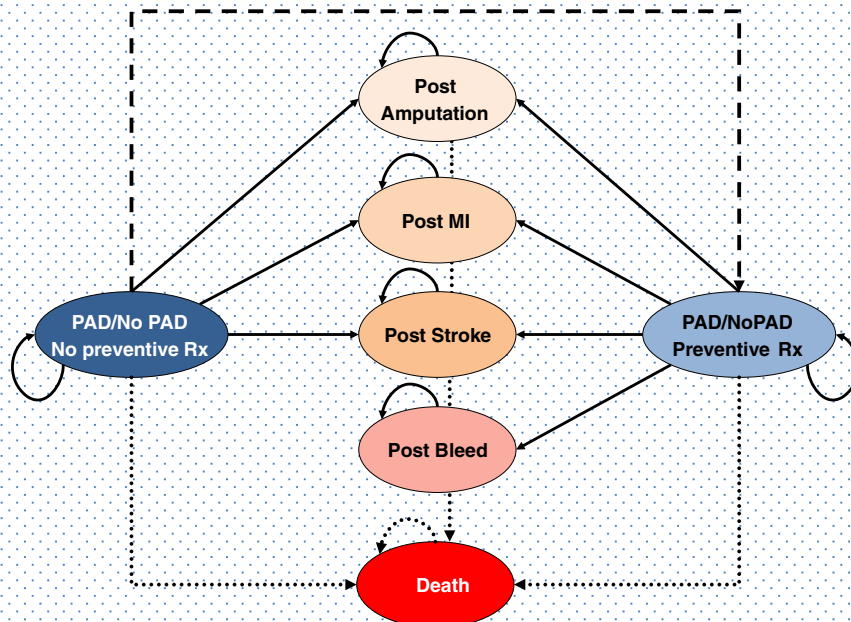 Post
Amputation
Post MI
PAD/No PAD
No preventive Rx
Post Stroke
PAD/NoPAD
Preventive Rx
Post Bleed
Death